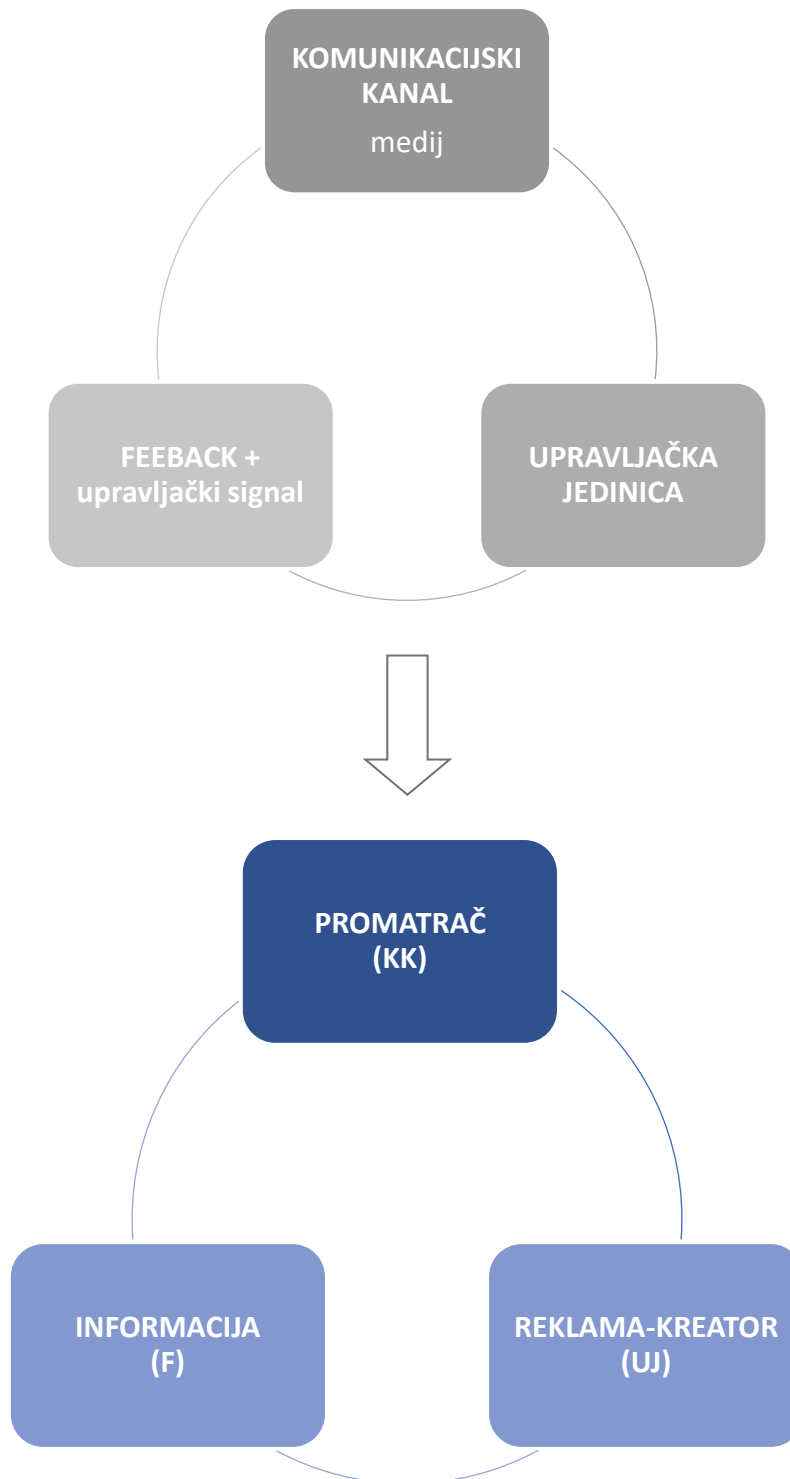 KOMUNIKACIJSKI
KANAL
medij
FEEBACK +
upravljački signal
UPRAVLJAČKA
JEDINICA
PROMATRAČ
(KK)
INFORMACIJA
(F)
REKLAMA-KREATOR
(UJ)